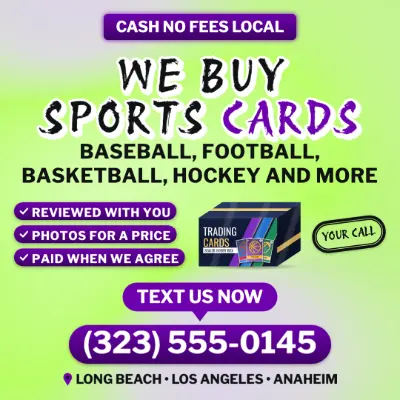 CASH NO FEES LOCAL
WE BUY
SPORTS CARDS
BASEBALL, FOOTBALL,
BASKETBALL, HOCKEY AND MORE
REVIEWED WITH YOU
PHOTOS FOR A PRICE
PAID WHEN WE AGREE
TRADING
CARDS
YOUR CALL
TEXT US NOW
(323) 555-0145
LONG BEACH • LOS ANGELES • ANAHEIM